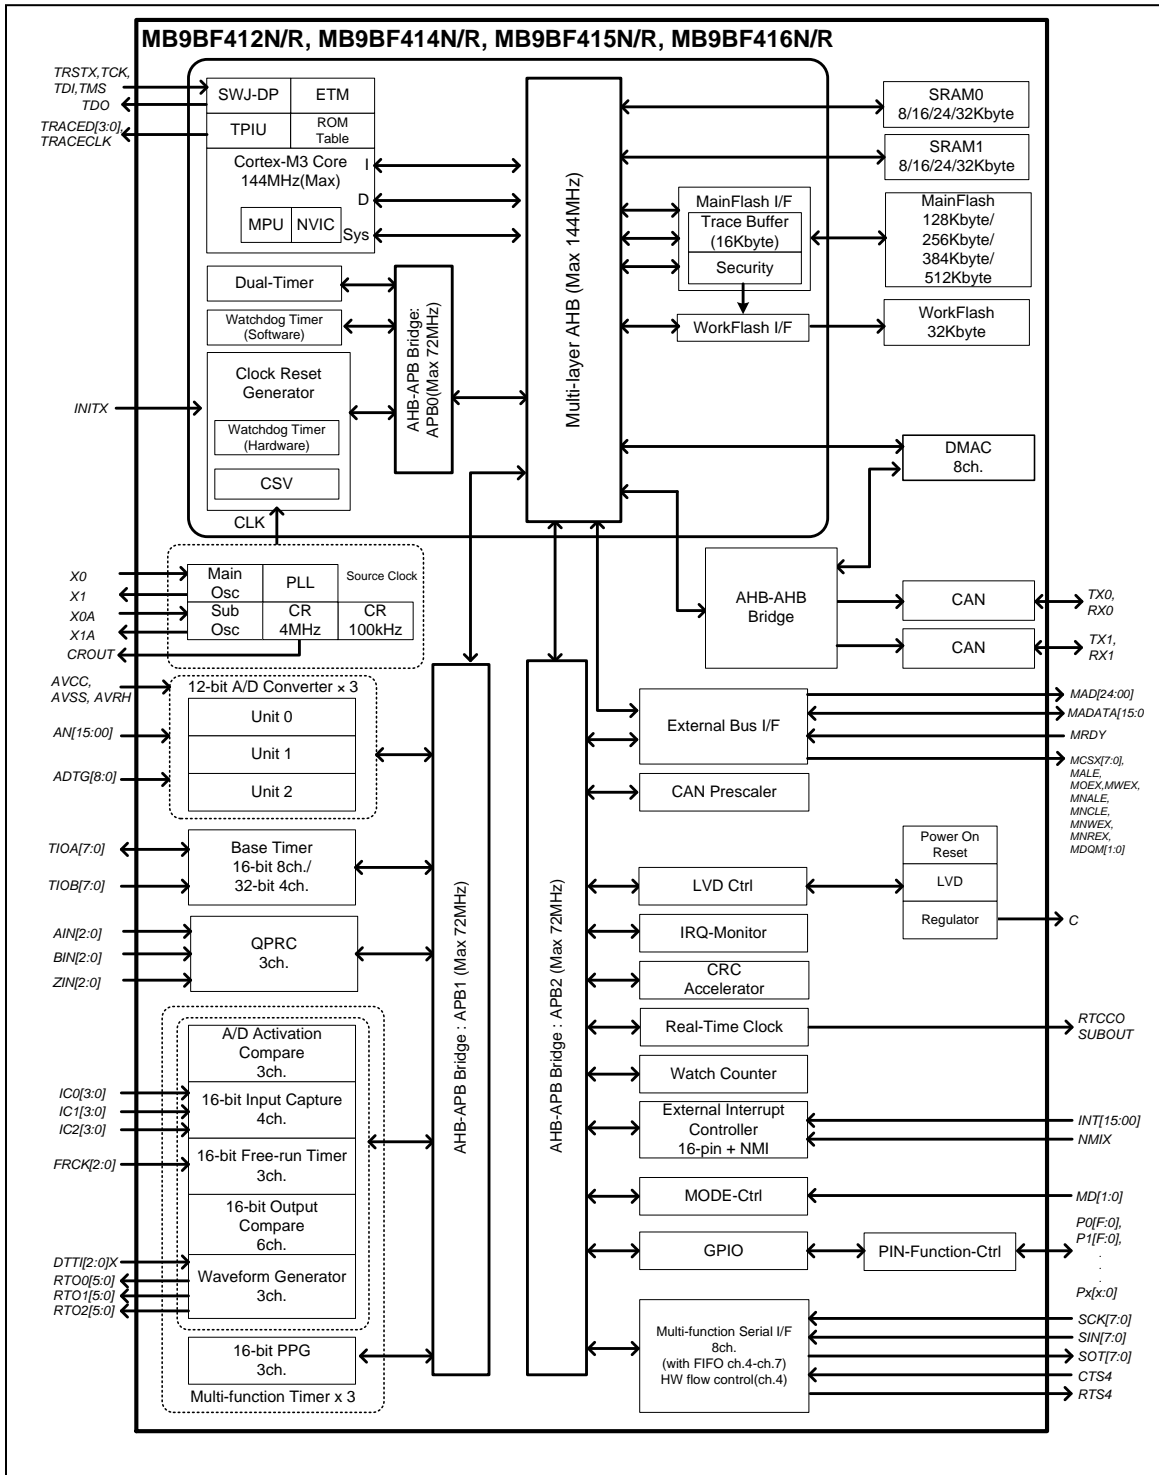 MB9BF412N/R, MB9BF414N/R, MB9BF415N/R, MB9BF416N/R
TRSTX,TCK,
TDI,TMS
TDO
TRACED[3:0],
TRACECLK
SWJ-DP
ETM
TPIU
ROM
Table
Cortex-M3 Core
144MHz(Max)
I
D
Sys
MPU
NVIC
Dual-Timer
Watchdog Timer
(Software)
Clock Reset
Generator
Watchdog Timer
(Hardware)
CSV
CLK
INITX
AHB-APB Bridge:
APB0(Max 72MHz)
Multi-layer AHB (Max 144MHz)
MainFlash I/F
Trace Buffer
(16Kbyte)
Security
WorkFlash I/F
SRAM0
8/16/24/32Kbyte
SRAM1
8/16/24/32Kbyte
MainFlash
128Kbyte/
256Kbyte/
384Kbyte/
512Kbyte
WorkFlash
32Kbyte
DMAC
8ch.
AHB-AHB
Bridge
CAN
TX0,
RX0
CAN
TX1,
RX1
X0
X1
X0A
X1A
CROUT
Main
Osc
PLL
Source Clock
Sub
Osc
CR
4MHz
CR
100kHz
AVCC,
AVSS, AVRH
AN[15:00]
ADTG[8:0]
12-bit A/D Converter × 3
Unit 0
Unit 1
Unit 2
TIOA[7:0]
TIOB[7:0]
Base Timer
16-bit 8ch./
32-bit 4ch.
AIN[2:0]
BIN[2:0]
ZIN[2:0]
QPRC
3ch.
A/D Activation
Compare
3ch.
IC0[3:0]
IC1[3:0]
IC2[3:0]
16-bit Input Capture
4ch.
FRCK[2:0]
16-bit Free-run Timer
3ch.
16-bit Output
Compare
6ch.
DTTI[2:0]X
RTO0[5:0]
RTO1[5:0]
RTO2[5:0]
Waveform Generator
3ch.
16-bit PPG
3ch.
Multi-function Timer x 3
AHB-APB Bridge : APB1 (Max 72MHz)
AHB-APB Bridge : APB2 (Max 72MHz)
External Bus I/F
MAD[24:00]
MADATA[15:0
MRDY
MCSX[7:0],
MALE,
MOEX,MWEX,
MNALE,
MNCLE,
MNWEX,
MNREX,
MDQM[1:0]
CAN Prescaler
LVD Ctrl
Power On
Reset
LVD
Regulator
C
IRQ-Monitor
CRC
Accelerator
Real-Time Clock
RTCCO
SUBOUT
Watch Counter
External Interrupt
Controller
16-pin + NMI
INT[15:00]
NMIX
MODE-Ctrl
MD[1:0]
GPIO
PIN-Function-Ctrl
P0[F:0],
P1[F:0],
.
.
.
Px[x:0]
Multi-function Serial I/F
8ch.
(with FIFO ch.4-ch.7)
HW flow control(ch.4)
SCK[7:0]
SIN[7:0]
SOT[7:0]
CTS4
RTS4